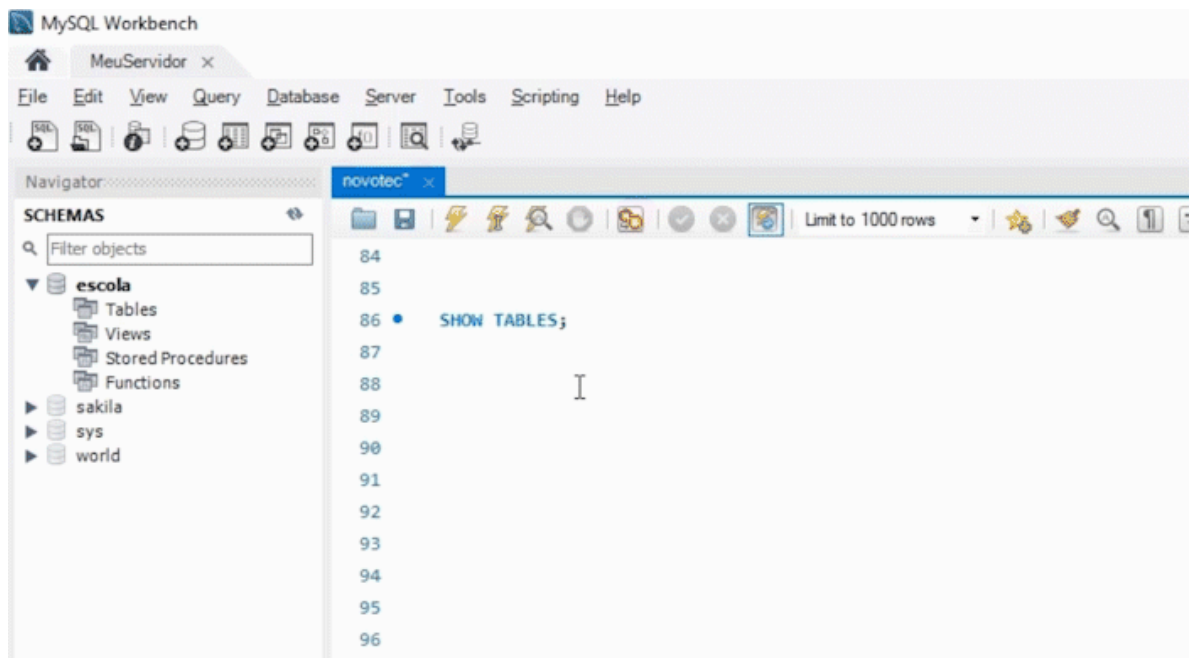 MySQL Workbench
MeuServidor
File Edit View Query Database Server Tools Scripting Help
SQL SQL
Navigator
SCHEMAS
Filter objects
escola
Tables
Views
Stored Procedures
Functions
sakila
sys
world
novotec*
Limit to 1000 rows
84
85
86 SHOW TABLES;
87
88
89
90
91
92
93
94
95
96